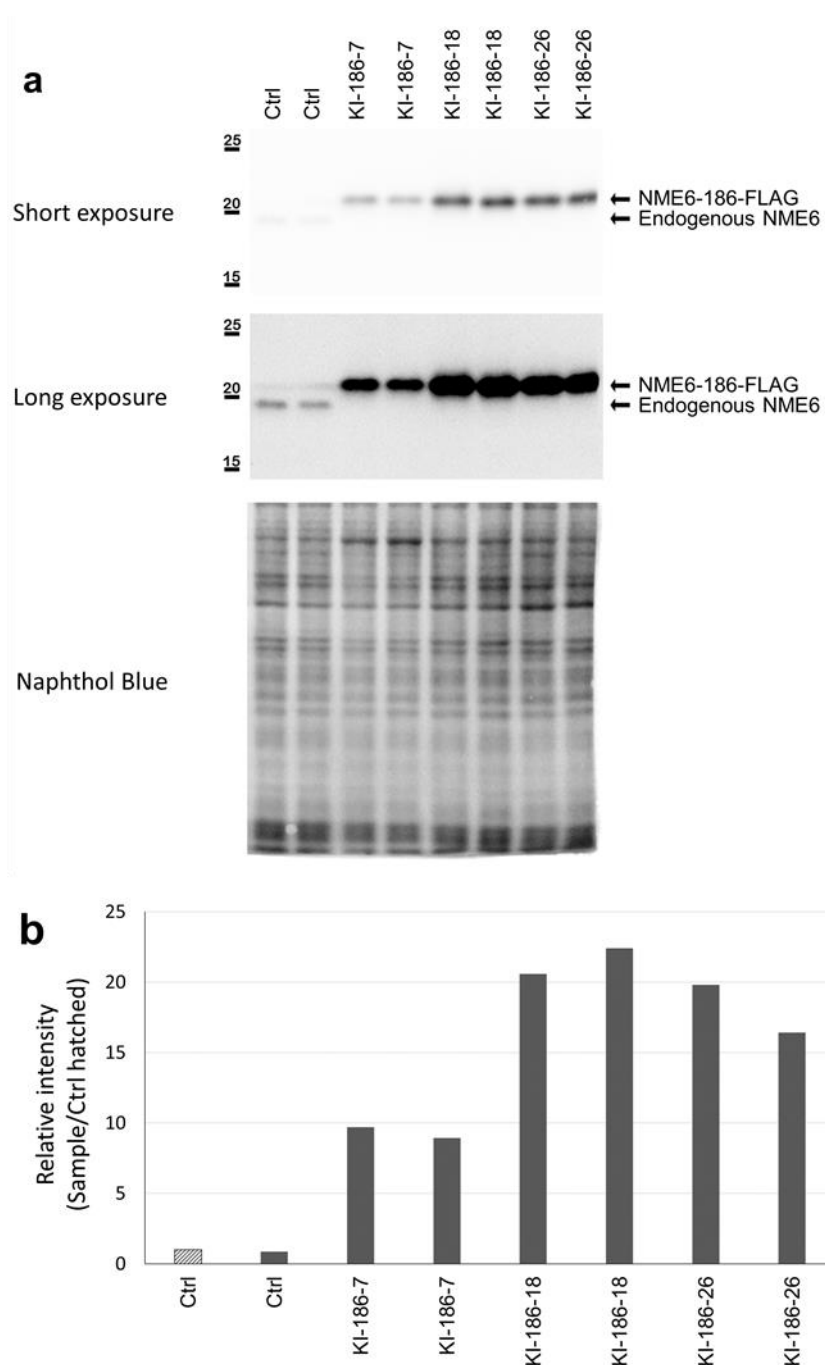 a
Ctrl
Ctrl
KI-186-7
KI-186-7
KI-186-18
KI-186-18
KI-186-26
KI-186-26
Short exposure
25
20
15
NME6-186-FLAG
Endogenous NME6
Long exposure
25
20
15
NME6-186-FLAG
Endogenous NME6
Naphthol Blue
b
Relative intensity
(Sample/Ctrl hatched)
25
20
15
10
5
0
Ctrl
Ctrl
KI-186-7
KI-186-7
KI-186-18
KI-186-18
KI-186-26
KI-186-26